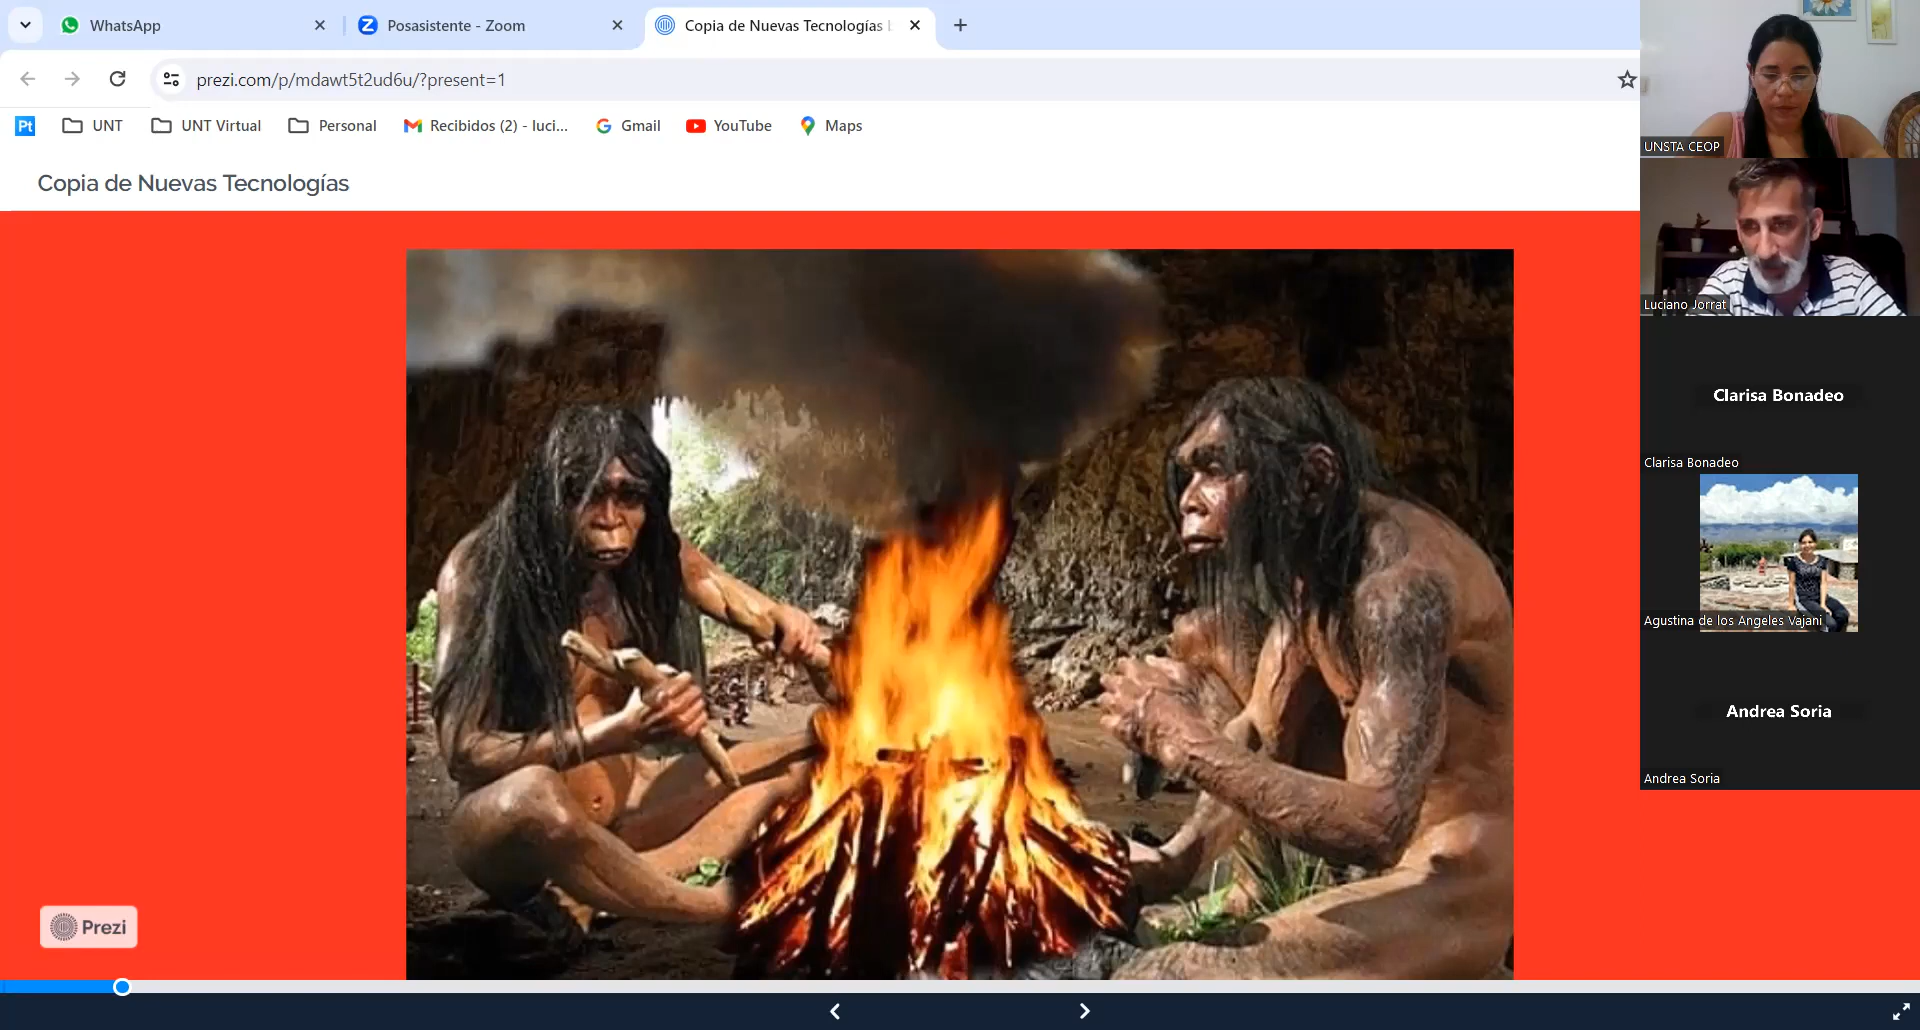 WhatsApp
Posasistente - Zoom
Copia de Nuevas Tecnologías
prezi.com/p/mdawt5t2ud6u/?present=1
Pt
UNT
UNT Virtual
Personal
Recibidos (2) - luci...
Gmail
YouTube
Maps
Copia de Nuevas Tecnologías
Prezi
UNSTA CEOP
Luciano Jorrat
Clarisa Bonadeo
Clarisa Bonadeo
Agustina de los Angeles Vajani
Andrea Soria
Andrea Soria